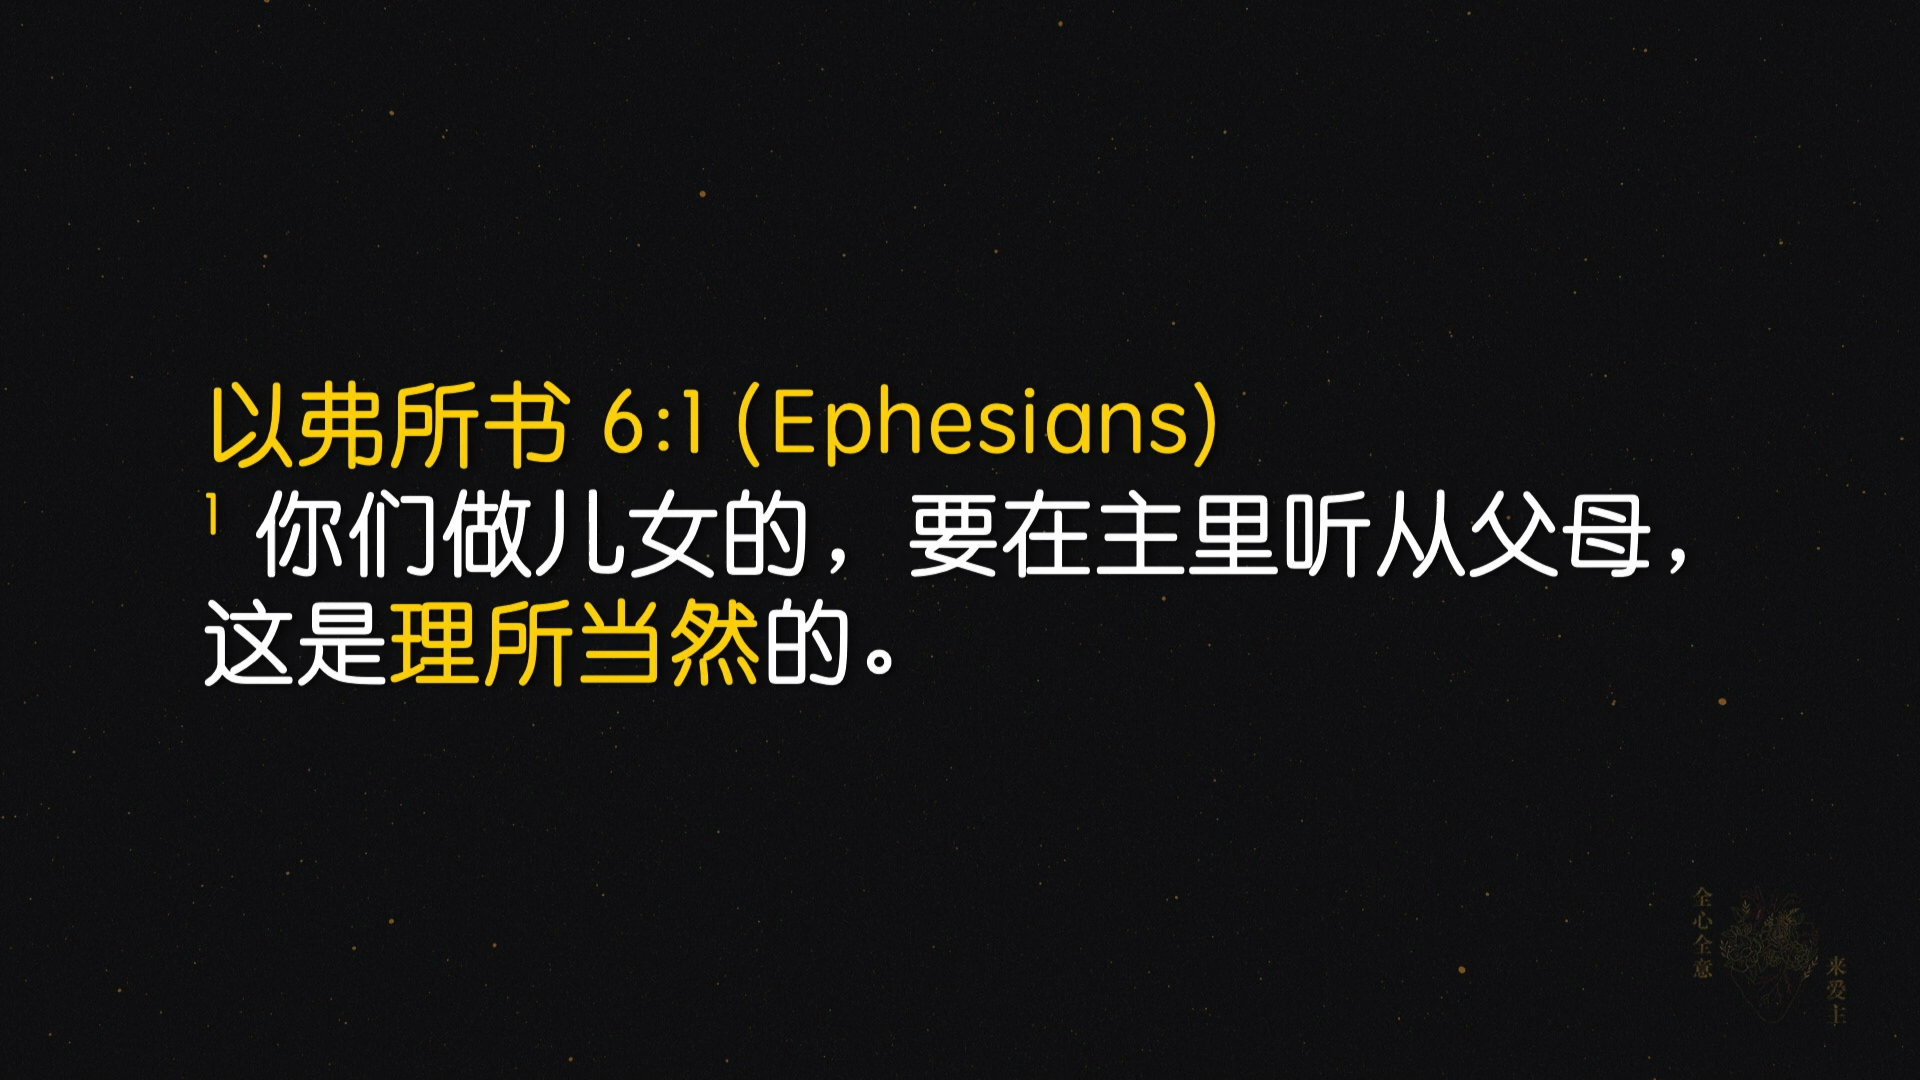 以弗所书 6:1 (Ephesians)
1 你们做儿女的，要在主里听从父母，
这是理所当然的。
全心全意
来爱主